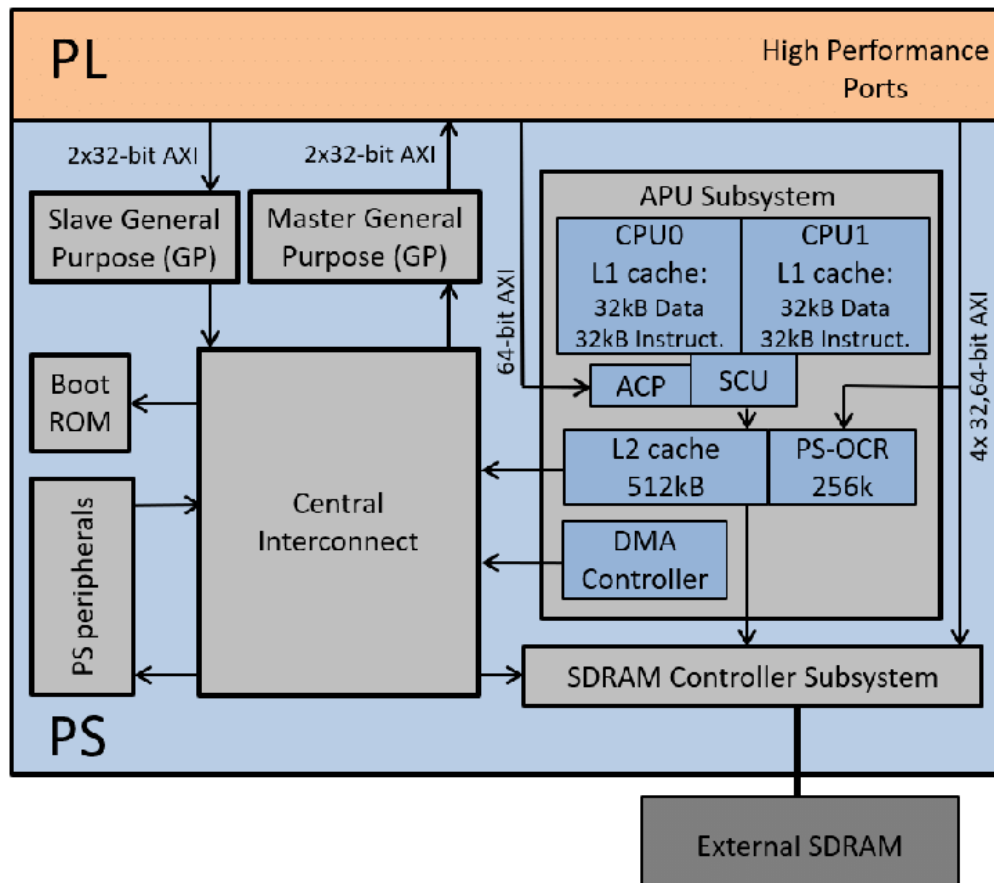 PL
High Performance
Ports
2x32-bit AXI
2x32-bit AXI
Slave General
Purpose (GP)
Master General
Purpose (GP)
64-bit AXI
APU Subsystem
CPU0
L1 cache:
32kB Data
32kB Instruct.
CPU1
L1 cache:
32kB Data
32kB Instruct.
4x 32,64-bit AXI
ACP
SCU
Boot
ROM
L2 cache
512kB
PS-OCR
256k
Central
Interconnect
PS peripherals
DMA
Controller
SDRAM Controller Subsystem
PS
External SDRAM